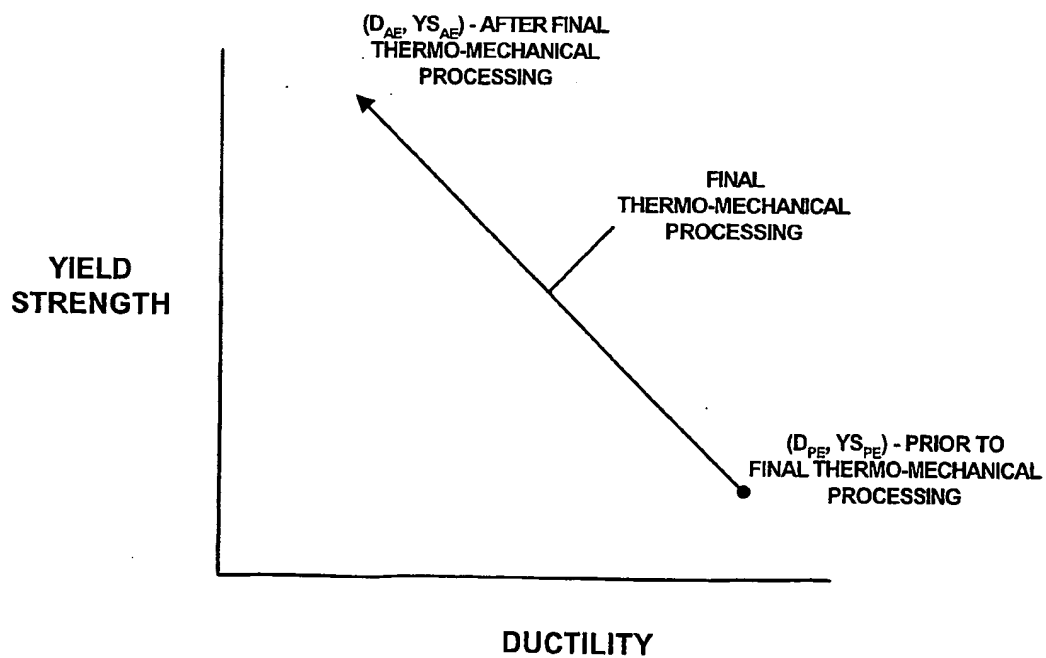 (D_AE, YS_AE) - AFTER FINAL
THERMO-MECHANICAL
PROCESSING
FINAL
THERMO-MECHANICAL
PROCESSING
YIELD
STRENGTH
(D_PE, YS_PE) - PRIOR TO
FINAL THERMO-MECHANICAL
PROCESSING
DUCTILITY